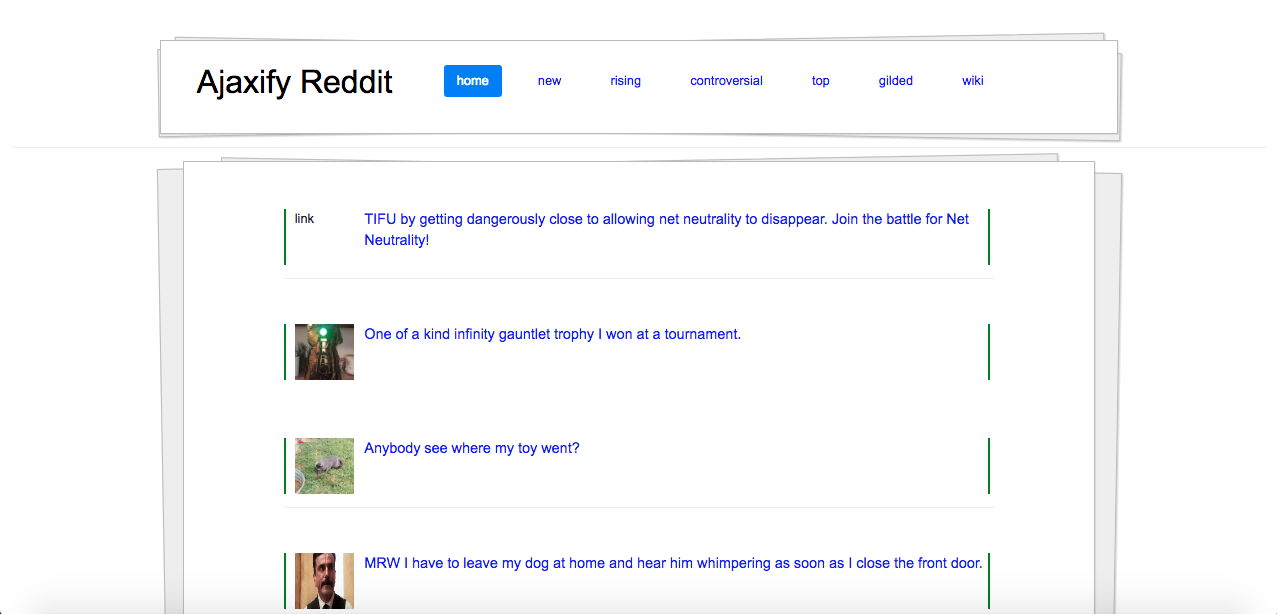 Ajaxify Reddit
home new rising controversial top gilded wiki
link
TIFU by getting dangerously close to allowing net neutrality to disappear. Join the battle for Net
Neutrality!
One of a kind infinity gauntlet trophy I won at a tournament.
Anybody see where my toy went?
MRW I have to leave my dog at home and hear him whimpering as soon as I close the front door.